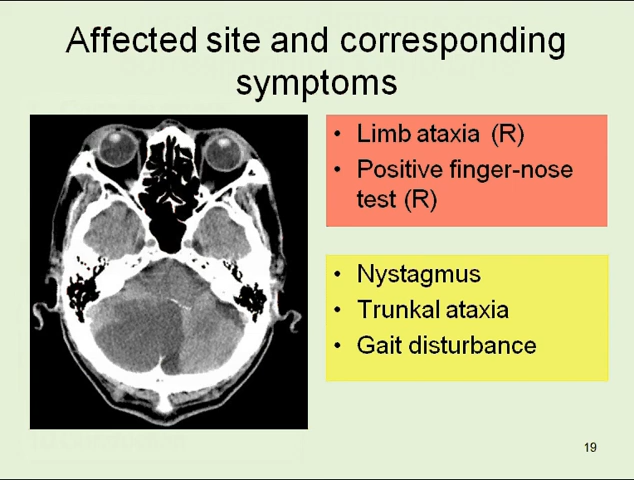 Affected site and corresponding
symptoms
• Limb ataxia (R)
• Positive finger-nose
test (R)
• Nystagmus
• Trunkal ataxia
• Gait disturbance
19